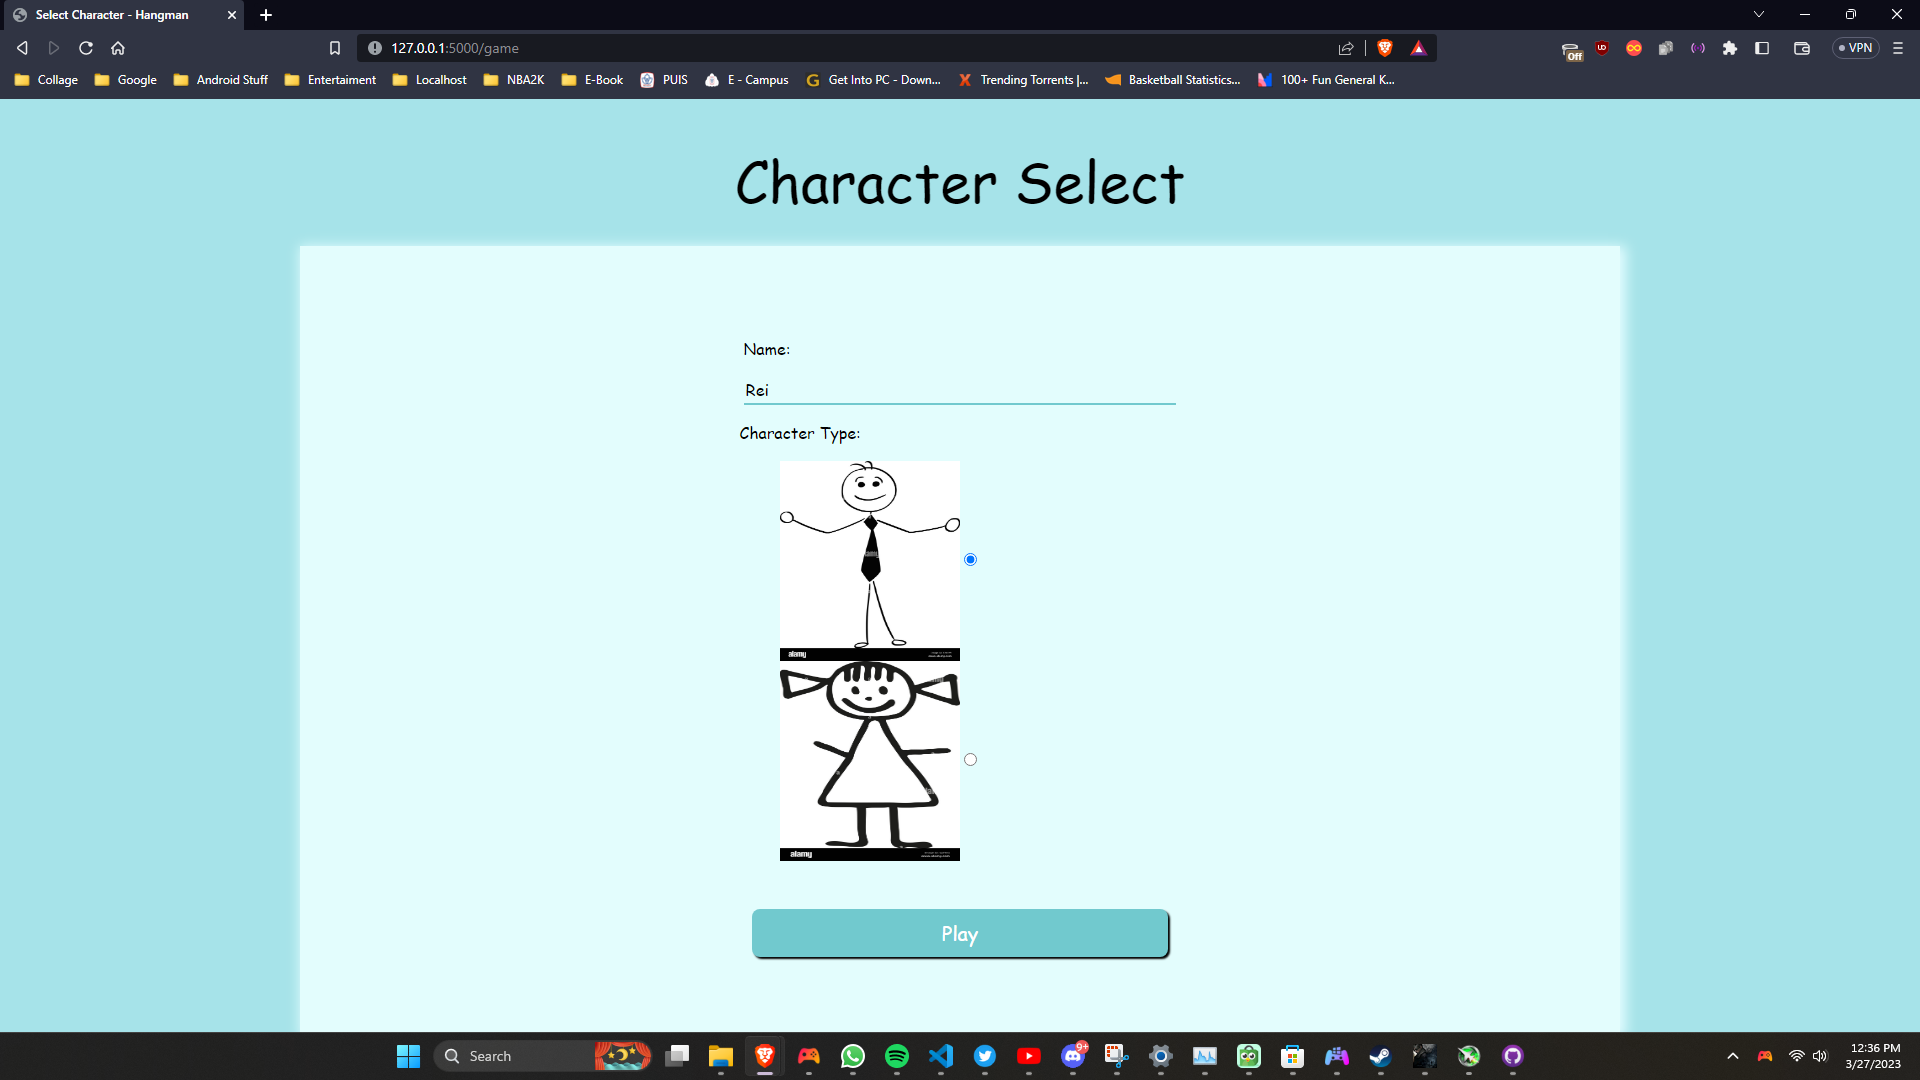 Select Character - Hangman
127.0.0.1:5000/game
Off
VPN
Collage
Google
Android Stuff
Entertaiment
Localhost
NBA2K
E-Book
PUIS
E - Campus
Get Into PC - Down...
Trending Torrents |...
Basketball Statistics...
100+ Fun General K...
Character Select
Name:
Rei
Character Type:
alamy
alamy
Play
Search
9+
12:36 PM
3/27/2023